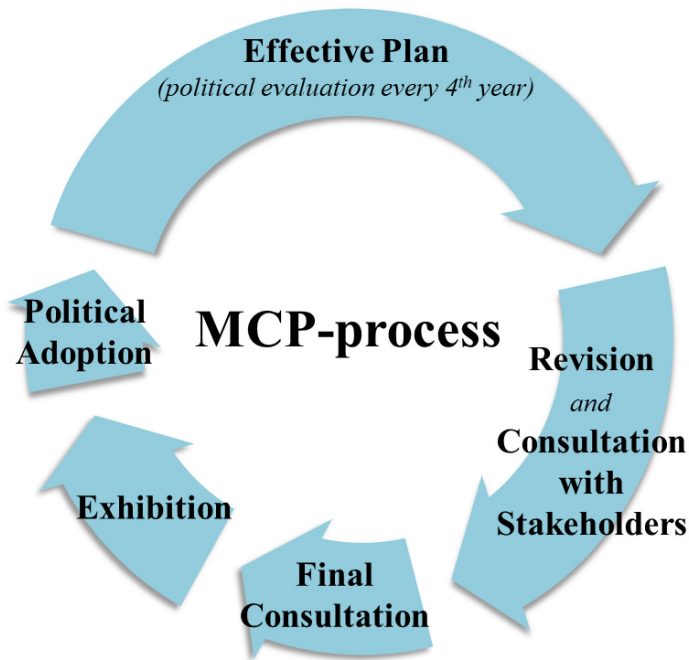 Effective Plan
(political evaluation every 4th year)
MCP-process
Revision
and
Consultation
with
Stakeholders
Final
Consultation
Exhibition
Political
Adoption